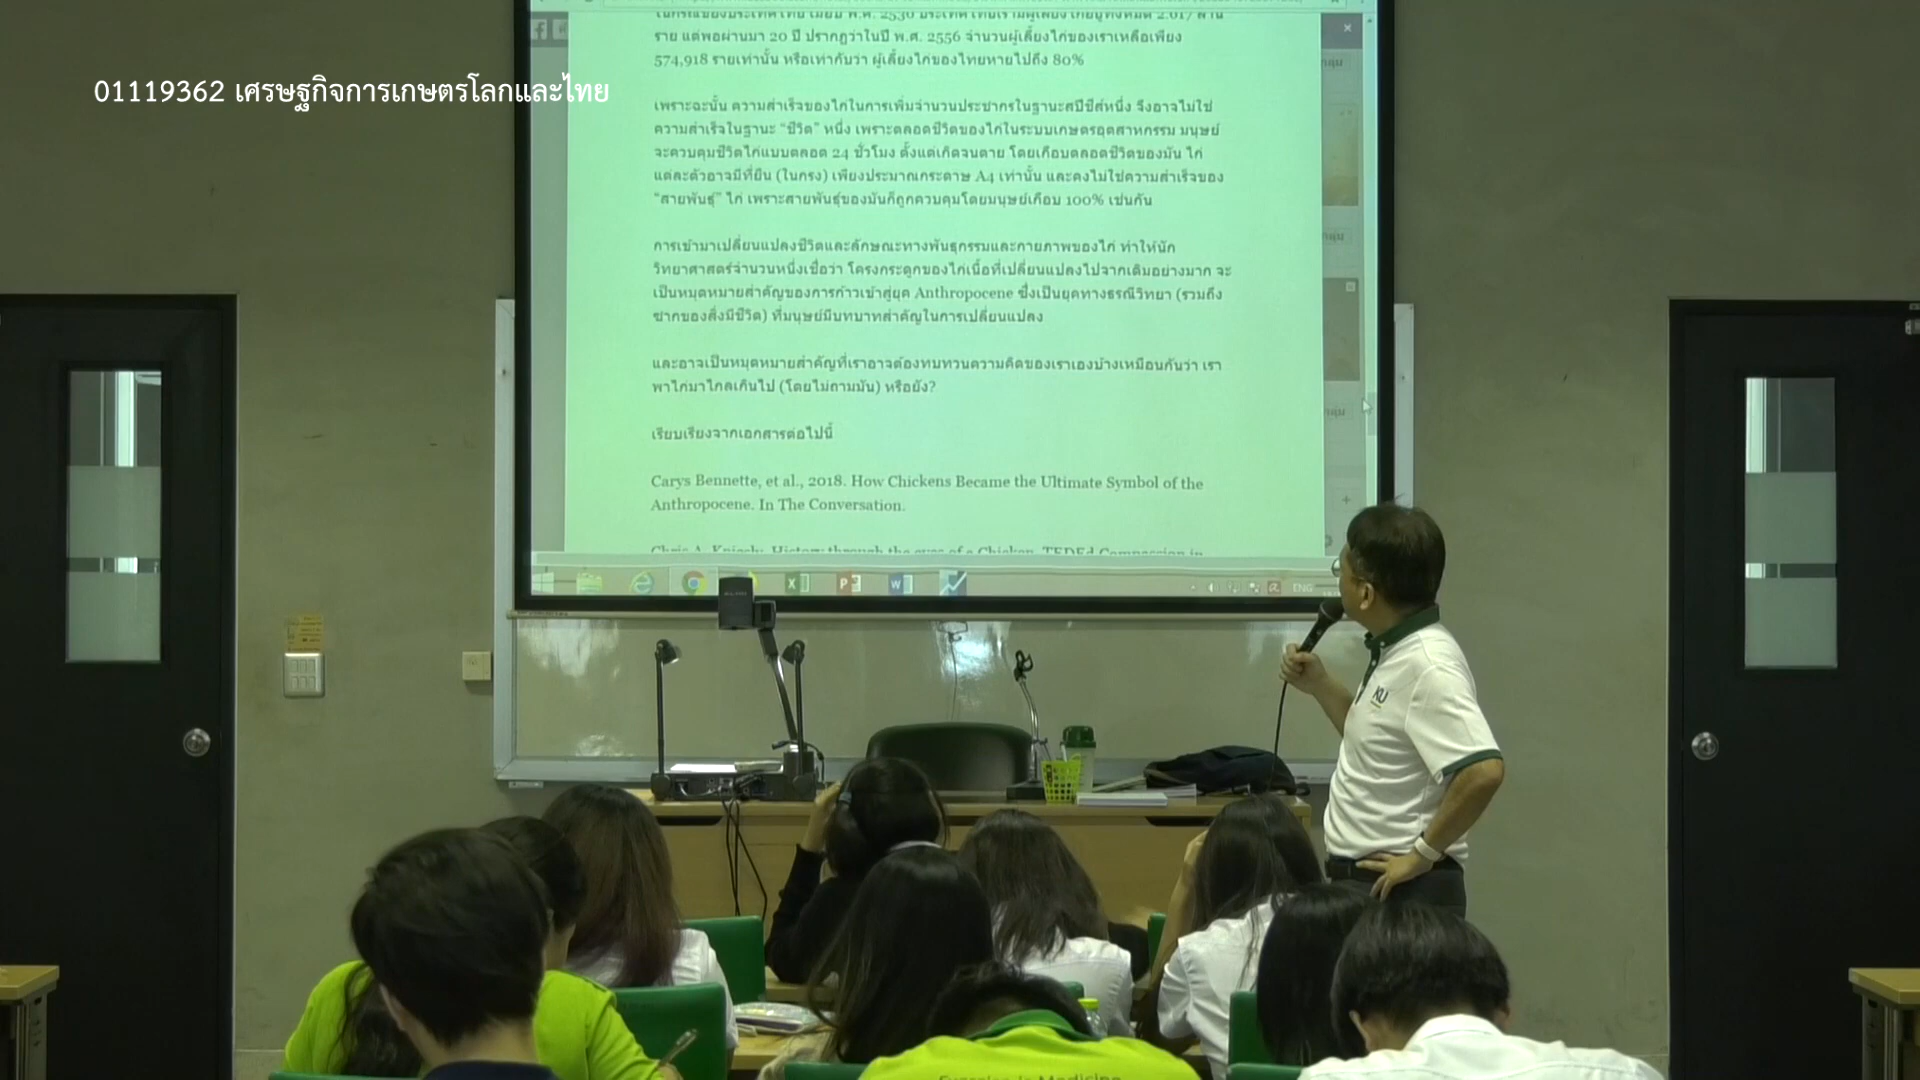 01119362 เศรษฐกิจการเกษตรโลกและไทย
ราย แต่พอผ่านมา 20 ปี ปรากฏว่าในปี พ.ศ. 2556 จำนวนผู้เลี้ยงไก่ของเราเหลือเพียง
574,918 รายเท่านั้น หรือเท่ากับว่า ผู้เลี้ยงไก่ของไทยหายไปถึง 80%
เพราะฉะนั้น ความสำเร็จของไก่ในการเพิ่มจำนวนประชากรในฐานะสปีชีส์หนึ่ง จึงอาจไม่ใช่
ความสำเร็จในฐานะ “ชีวิต” หนึ่ง เพราะตลอดชีวิตของไก่ในระบบเกษตรอุตสาหกรรม มนุษย์
จะควบคุมชีวิตไก่แบบตลอด 24 ชั่วโมง ตั้งแต่เกิดจนตาย โดยเกือบตลอดชีวิตของมัน ไก่
แต่ละตัวอาจมีที่ยืน (ในกรง) เพียงประมาณกระดาษ A4 เท่านั้น และคงไม่ใช่ความสำเร็จของ
“สายพันธุ์” ไก่ เพราะสายพันธุ์ของมันก็ถูกควบคุมโดยมนุษย์เกือบ 100% เช่นกัน
การเข้ามาเปลี่ยนแปลงชีวิตและลักษณะทางพันธุกรรมและกายภาพของไก่ ทำให้นัก
วิทยาศาสตร์จำนวนหนึ่งเชื่อว่า โครงกระดูกของไก่เนื้อที่เปลี่ยนแปลงไปจากเดิมอย่างมาก จะ
เป็นหมุดหมายสำคัญของการก้าวเข้าสู่ยุค Anthropocene ซึ่งเป็นยุคทางธรณีวิทยา (รวมถึง
ซากของสิ่งมีชีวิต) ที่มนุษย์มีบทบาทสำคัญในการเปลี่ยนแปลง
และอาจเป็นหมุดหมายสำคัญที่เราอาจต้องทบทวนความคิดของเราเองบ้างเหมือนกันว่า เรา
พาไก่มาไกลเกินไป (โดยไม่ถามมัน) หรือยัง?
เรียบเรียงจากเอกสารต่อไปนี้
Carys Bennette, et al., 2018. How Chickens Became the Ultimate Symbol of the
Anthropocene. In The Conversation.
ENG
KU